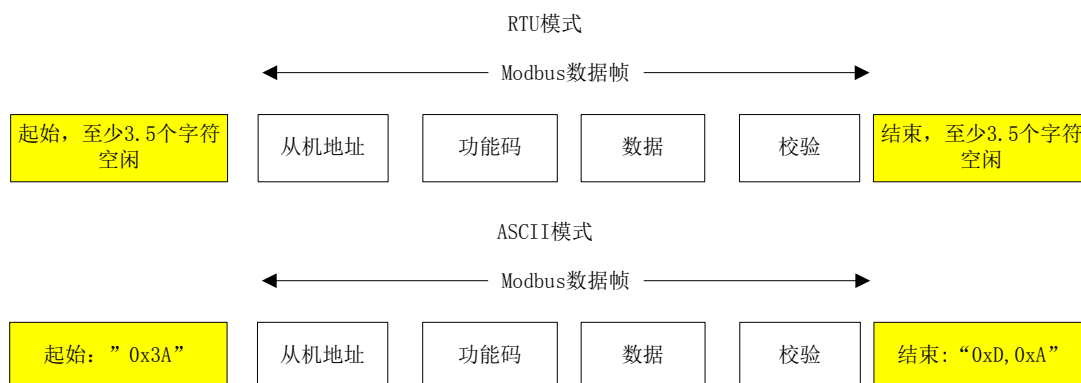 RTU模式
Modbus数据帧
起始，至少3.5个字符
空闲
从机地址
功能码
数据
校验
结束，至少3.5个字符
空闲
ASCII模式
Modbus数据帧
起始：”0x3A”
从机地址
功能码
数据
校验
结束:“0xD,0xA”